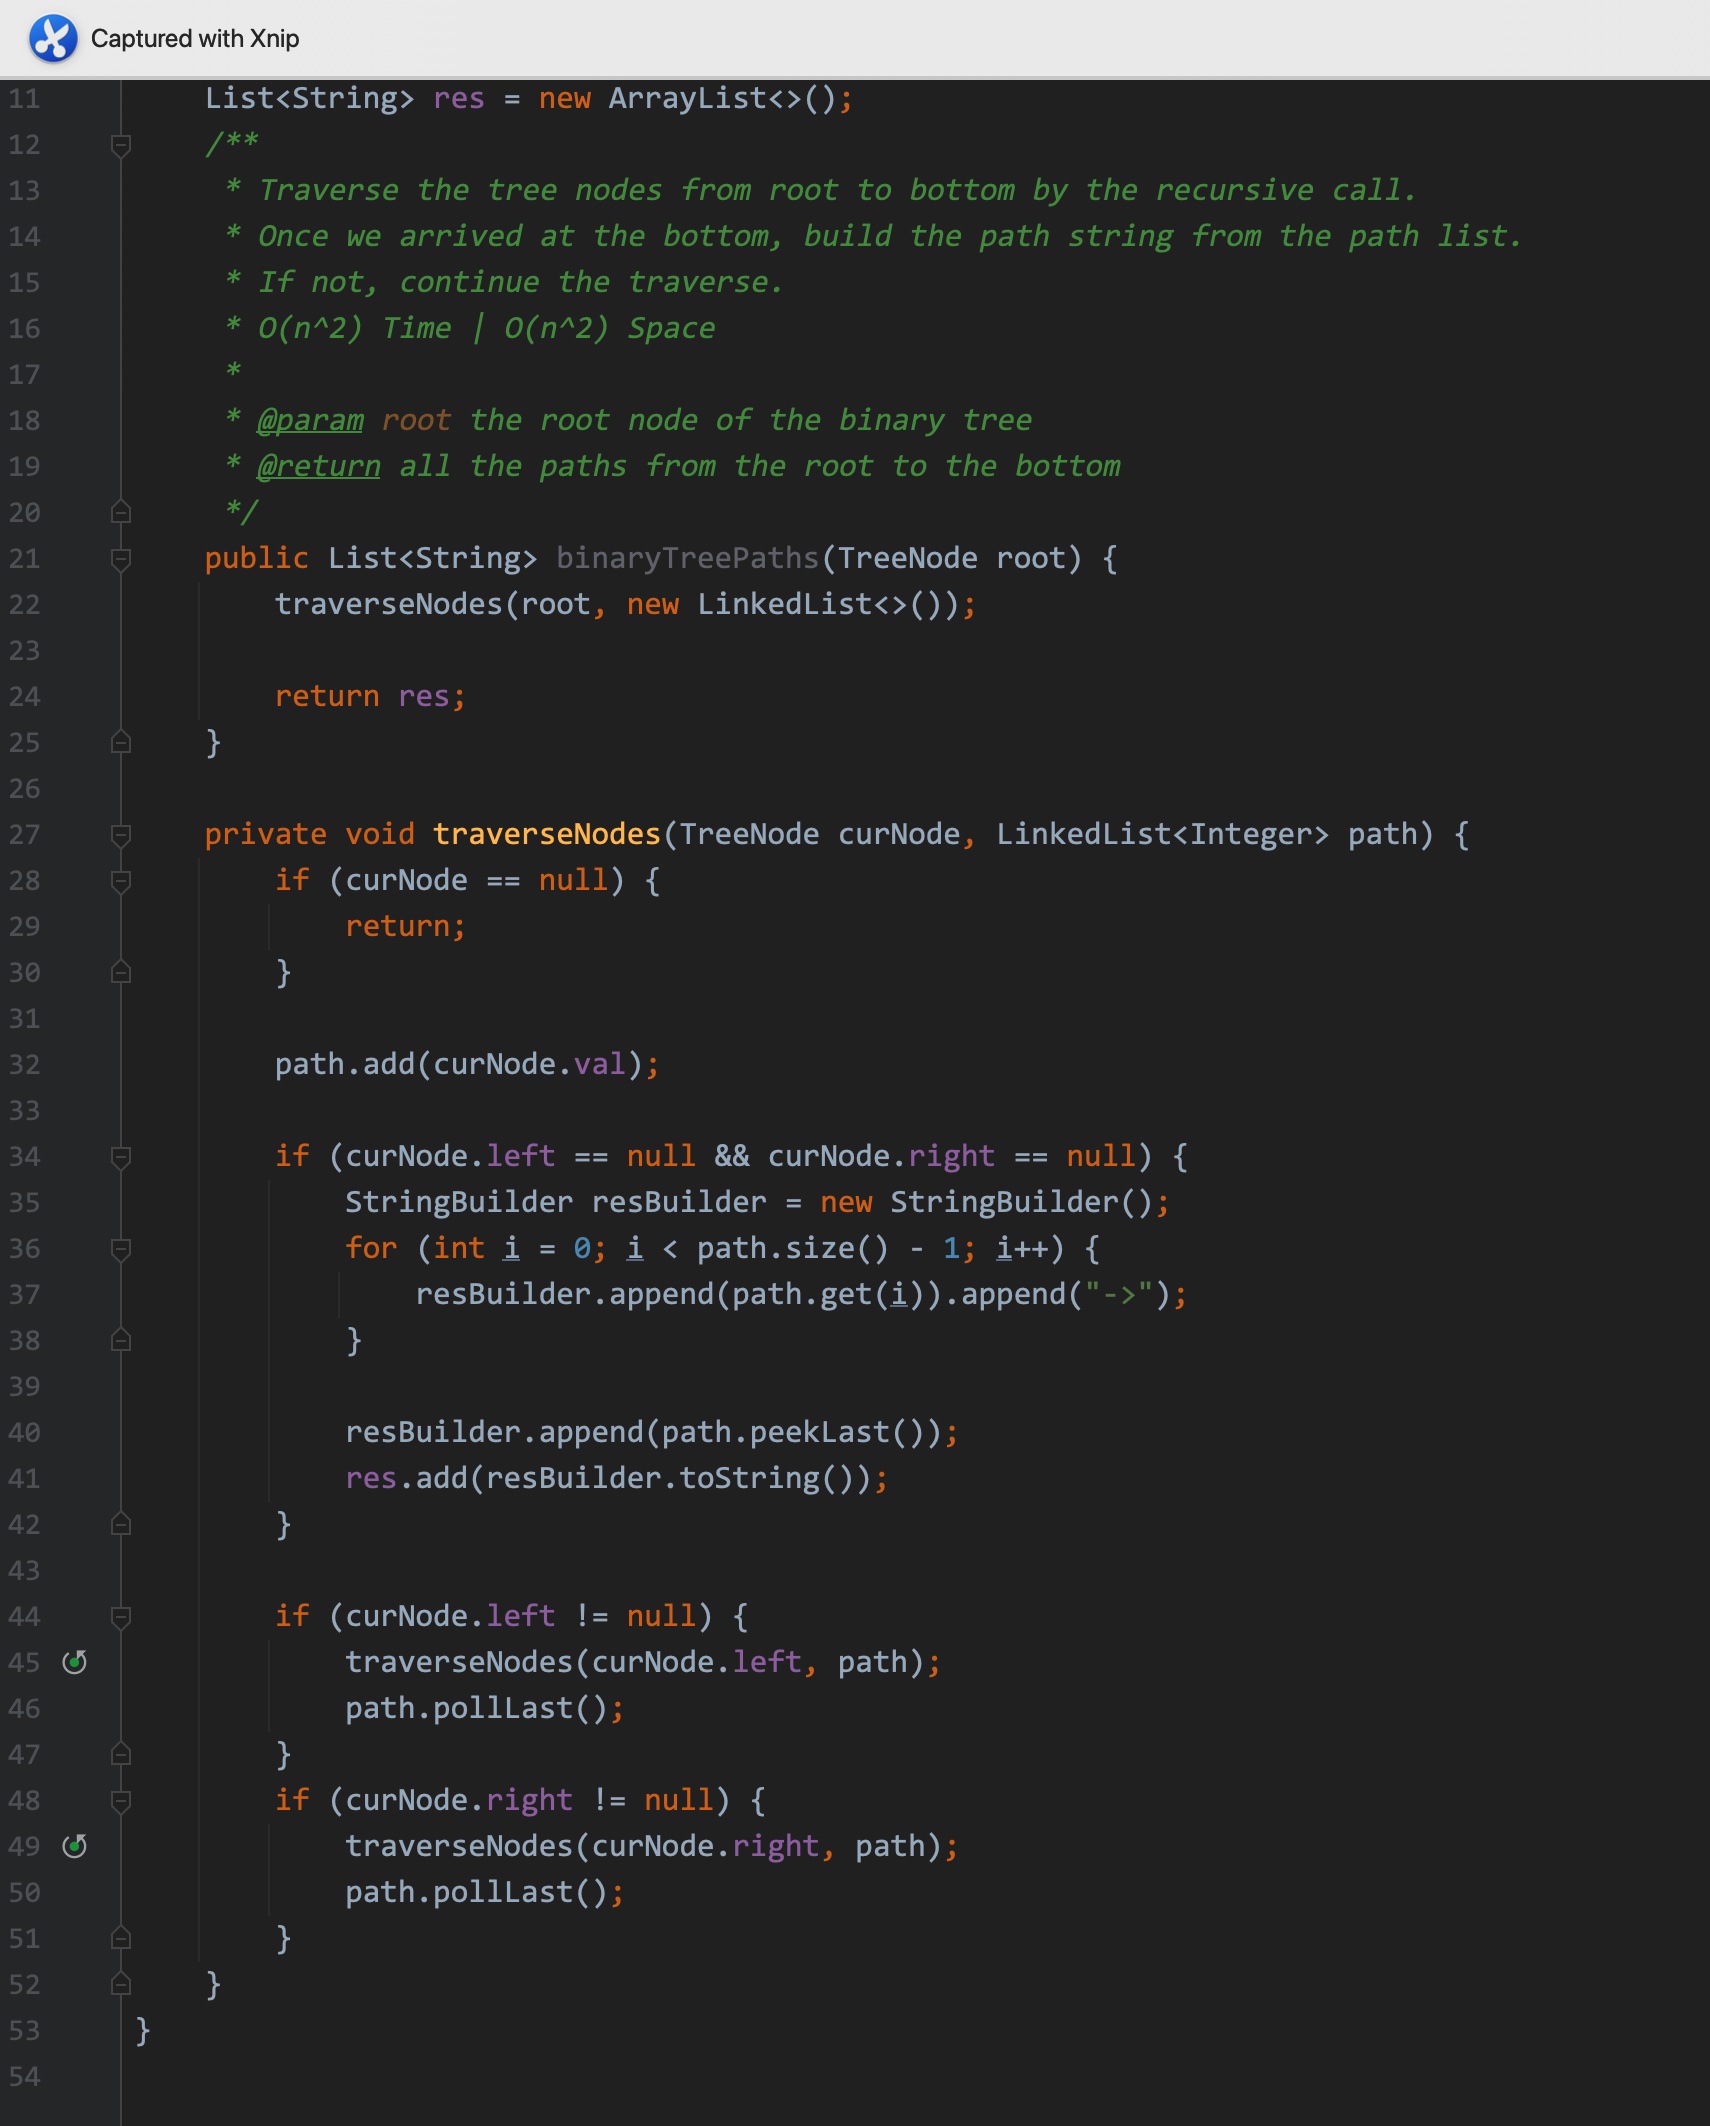 Captured with Xnip
11 List<String> res = new ArrayList<>();
12 /**
13 * Traverse the tree nodes from root to bottom by the recursive call.
14 * Once we arrived at the bottom, build the path string from the path list.
15 * If not, continue the traverse.
16 * O(n^2) Time | O(n^2) Space
17 *
18 * @param root the root node of the binary tree
19 * @return all the paths from the root to the bottom
20 */
21 public List<String> binaryTreePaths(TreeNode root) {
22 traverseNodes(root, new LinkedList<>());
23
24 return res;
25 }
26
27 private void traverseNodes(TreeNode curNode, LinkedList<Integer> path) {
28 if (curNode == null) {
29 return;
30 }
31
32 path.add(curNode.val);
33
34 if (curNode.left == null && curNode.right == null) {
35 StringBuilder resBuilder = new StringBuilder();
36 for (int i = 0; i < path.size() - 1; i++) {
37 resBuilder.append(path.get(i)).append("->");
38 }
39
40 resBuilder.append(path.peekLast());
41 res.add(resBuilder.toString());
42 }
43
44 if (curNode.left != null) {
45 traverseNodes(curNode.left, path);
46 path.pollLast();
47 }
48 if (curNode.right != null) {
49 traverseNodes(curNode.right, path);
50 path.pollLast();
51 }
52 }
53 }
54